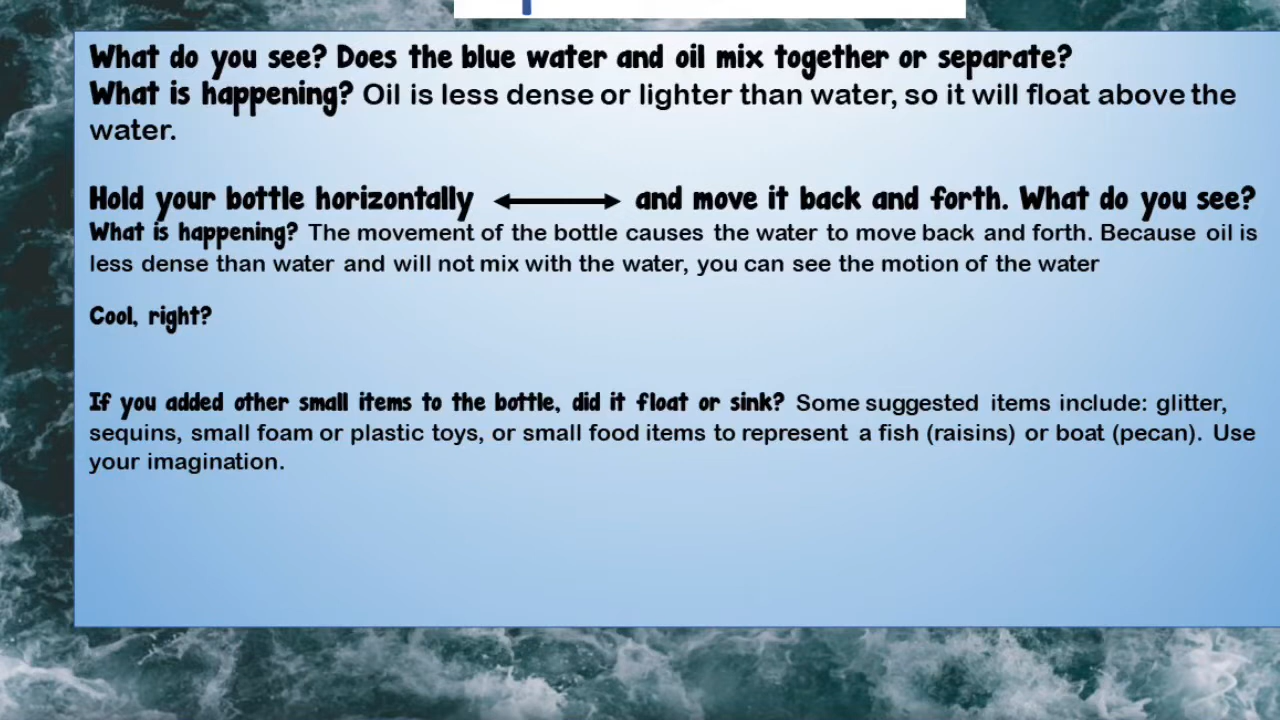 What do you see? Does the blue water and oil mix together or separate?
What is happening? Oil is less dense or lighter than water, so it will float above the
water.
Hold your bottle horizontally and move it back and forth. What do you see?
What is happening? The movement of the bottle causes the water to move back and forth. Because oil is
less dense than water and will not mix with the water, you can see the motion of the water
Cool, right?
If you added other small items to the bottle, did it float or sink? Some suggested items include: glitter,
sequins, small foam or plastic toys, or small food items to represent a fish (raisins) or boat (pecan). Use
your imagination.